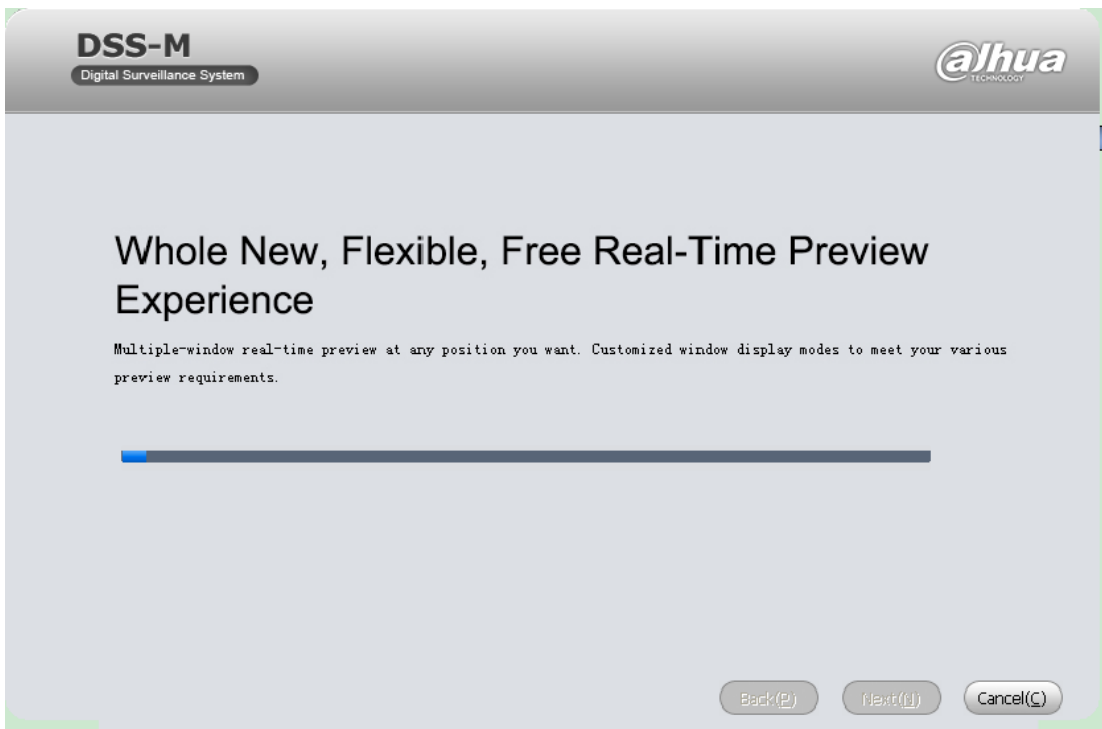 DSS-M
Digital Surveillance System
alhua
TECHNOLOGY
Whole New, Flexible, Free Real-Time Preview
Experience
Multiple-window real-time preview at any position you want. Customized window display modes to meet your various
preview requirements.
Back(P)
Next(N)
Cancel(C)